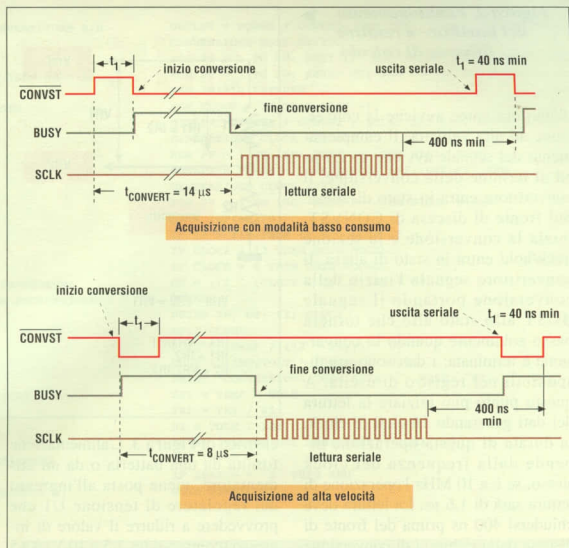 t₁
inizio conversione
uscita seriale
t₁ = 40 ns min
CONVST
BUSY
fine conversione
400 ns min
SCLK
tCONVERT = 14 μs
lettura seriale
Acquisizione con modalità basso consumo
inizio conversione
t₁
uscita seriale
t₁ = 40 ns min
CONVST
fine conversione
BUSY
400 ns
min
SCLK
tCONVERT = 8 μs
lettura seriale
Acquisizione ad alta velocità